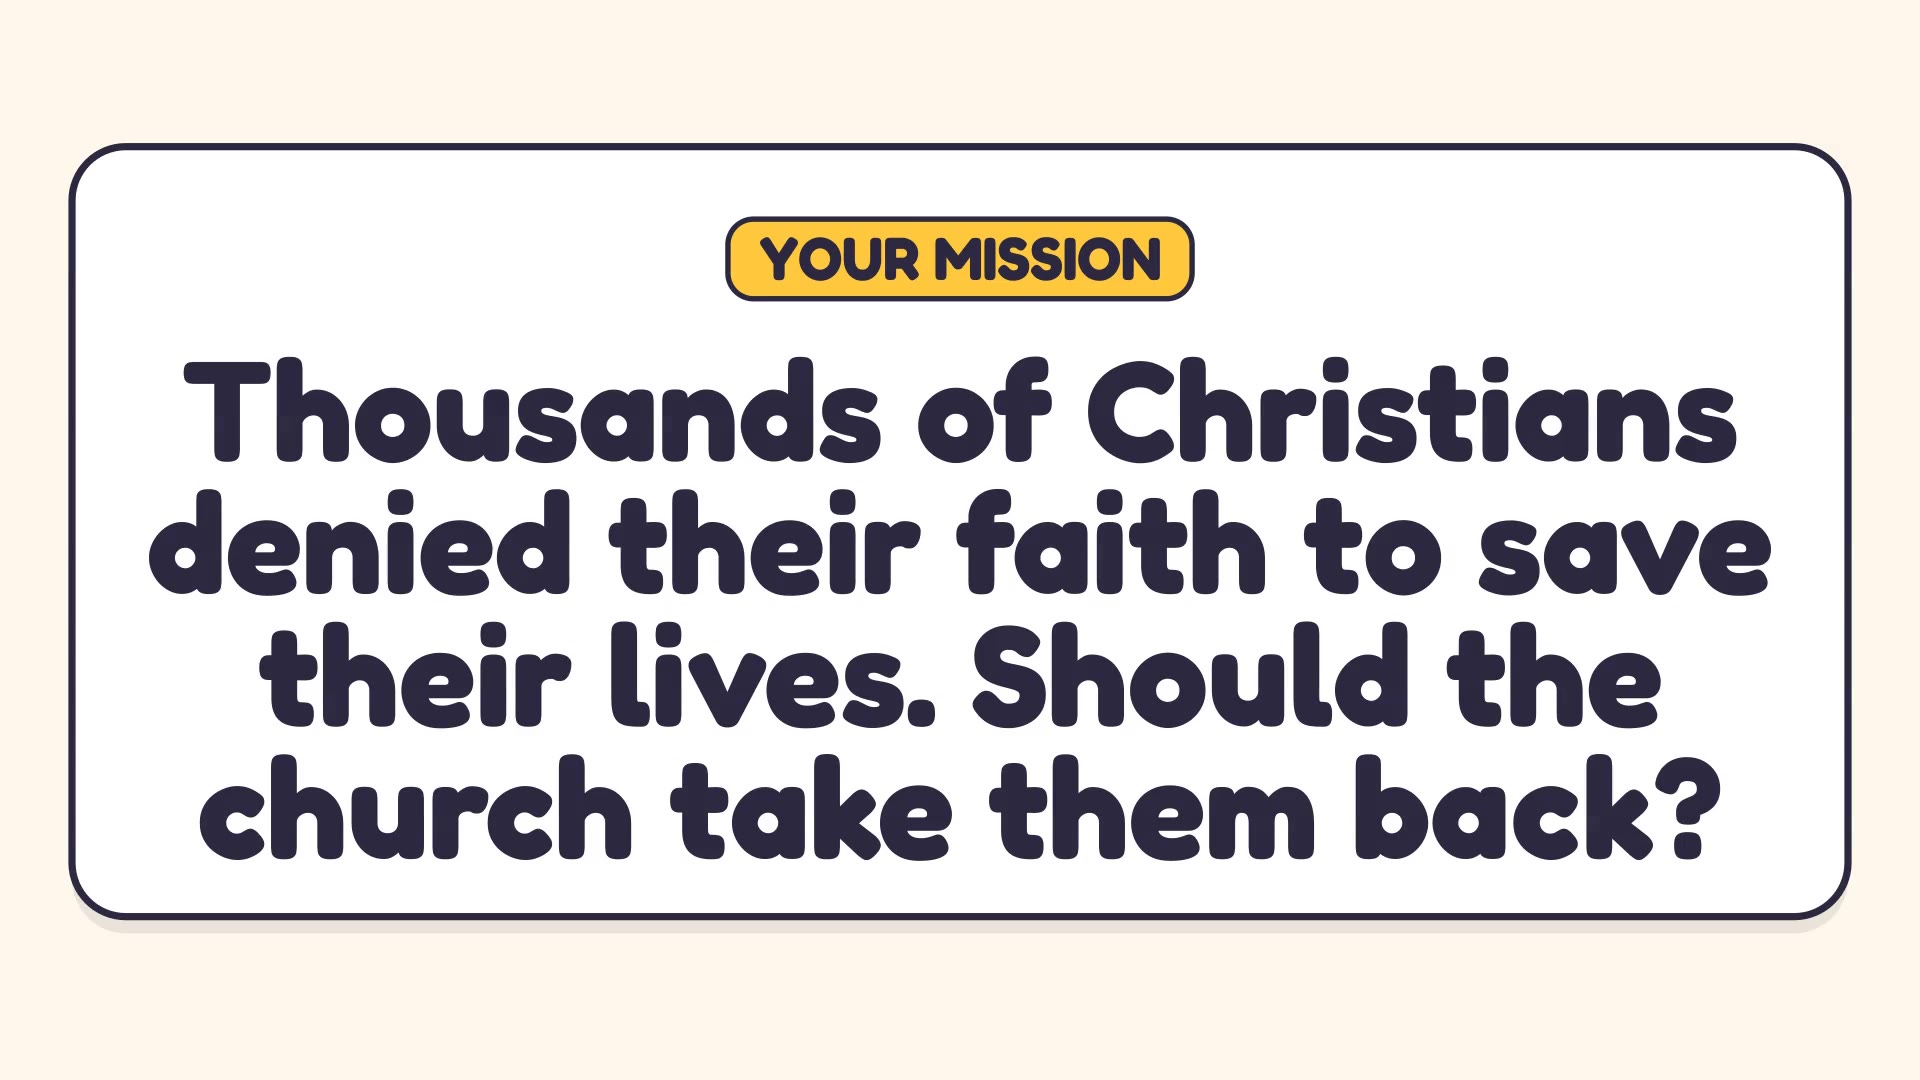 YOUR MISSION
Thousands of Christians
denied their faith to save
their lives. Should the
church take them back?